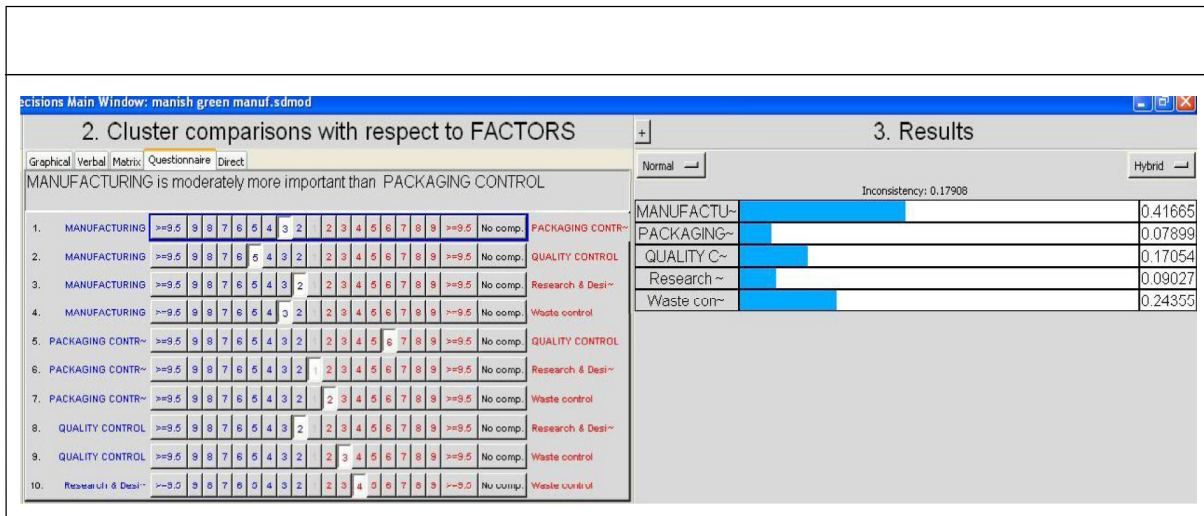 ecisions Main Window: manish green manuf.sdmod
2. Cluster comparisons with respect to FACTORS
Graphical Verbal Matrix Questionnaire Direct
MANUFACTURING is moderately more important than PACKAGING CONTROL
1. MANUFACTURING >=9.5 9 8 7 6 5 4 3 2 1 2 3 4 5 6 7 8 9 >=9.5 No comp. PACKAGING CONTR~
2. MANUFACTURING >=9.5 9 8 7 6 5 4 3 2 1 2 3 4 5 6 7 8 9 >=9.5 No comp. QUALITY CONTROL
3. MANUFACTURING >=9.5 9 8 7 6 5 4 3 2 1 2 3 4 5 6 7 8 9 >=9.5 No comp. Research & Desi~
4. MANUFACTURING >=9.5 9 8 7 6 5 4 3 2 1 2 3 4 5 6 7 8 9 >=9.5 No comp. Waste control
5. PACKAGING CONTR~ >=9.5 9 8 7 6 5 4 3 2 1 2 3 4 5 6 7 8 9 >=9.5 No comp. QUALITY CONTROL
6. PACKAGING CONTR~ >=9.5 9 8 7 6 5 4 3 2 1 2 3 4 5 6 7 8 9 >=9.5 No comp. Research & Desi~
7. PACKAGING CONTR~ >=9.5 9 8 7 6 5 4 3 2 1 2 3 4 5 6 7 8 9 >=9.5 No comp. Waste control
8. QUALITY CONTROL >=9.5 9 8 7 6 5 4 3 2 1 2 3 4 5 6 7 8 9 >=9.5 No comp. Research & Desi~
9. QUALITY CONTROL >=9.5 9 8 7 6 5 4 3 2 1 2 3 4 5 6 7 8 9 >=9.5 No comp. Waste control
10. Research & Desi~ >=9.5 9 8 7 6 5 4 3 2 1 2 3 4 5 6 7 8 9 >=9.5 No comp. Waste control
+ 3. Results
Normal Hybrid
Inconsistency: 0.17908
MANUFACTU~ 0.41665
PACKAGING~ 0.07899
QUALITY C~ 0.17054
Research ~ 0.09027
Waste con~ 0.24355